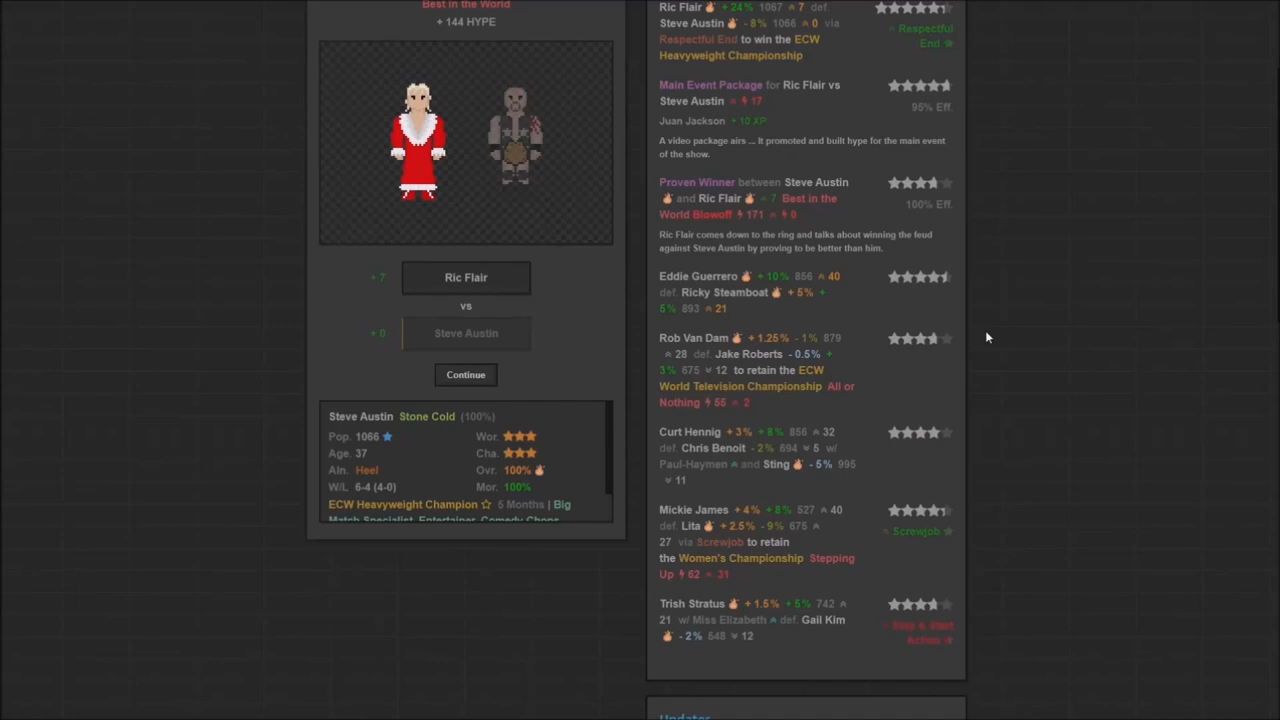 Best in the World
+ 144 HYPE
+ 7 Ric Flair
vs
+ 0 Steve Austin
Continue
Steve Austin Stone Cold (100%)
Pop. 1066 Wor.
Age. 37 Cha.
Aln. Heel Ovr. 100%
W/L 6-4 (4-0) Mor. 100%
ECW Heavyweight Champion 5 Months | Big
Match Specialist, Entertainer, Comedy Chops,
Ric Flair + 24% 1067 7 def.
Steve Austin - 8% 1066 0 via
Respectful End to win the ECW
Heavyweight Championship
Respectful
End
Main Event Package for Ric Flair vs
Steve Austin 17
95% Eff.
Juan Jackson + 10 XP
A video package airs ... It promoted and built hype for the main event
of the show.
Proven Winner between Steve Austin
and Ric Flair + 7 Best in the
World Blowoff 171 0
100% Eff.
Ric Flair comes down to the ring and talks about winning the feud
against Steve Austin by proving to be better than him.
Eddie Guerrero + 10% 856 40
def. Ricky Steamboat + 5% +
5% 893 21
Rob Van Dam + 1.25% - 1% 879
28 def. Jake Roberts - 0.5% +
3% 675 12 to retain the ECW
World Television Championship All or
Nothing 55 2
Curt Hennig + 3% + 8% 856 32
def. Chris Benoit - 2% 694 5 w/
Paul-Haymen and Sting - 5% 995
11
Mickie James + 4% + 8% 527 40
def. Lita + 2.5% - 9% 675
27 via Screwjob to retain
the Women's Championship Stepping
Up 62 31
Screwjob
Trish Stratus + 1.5% + 5% 742
21 w/ Miss Elizabeth def. Gail Kim
- 2% 548 12
Stop & Start
Action
Updates